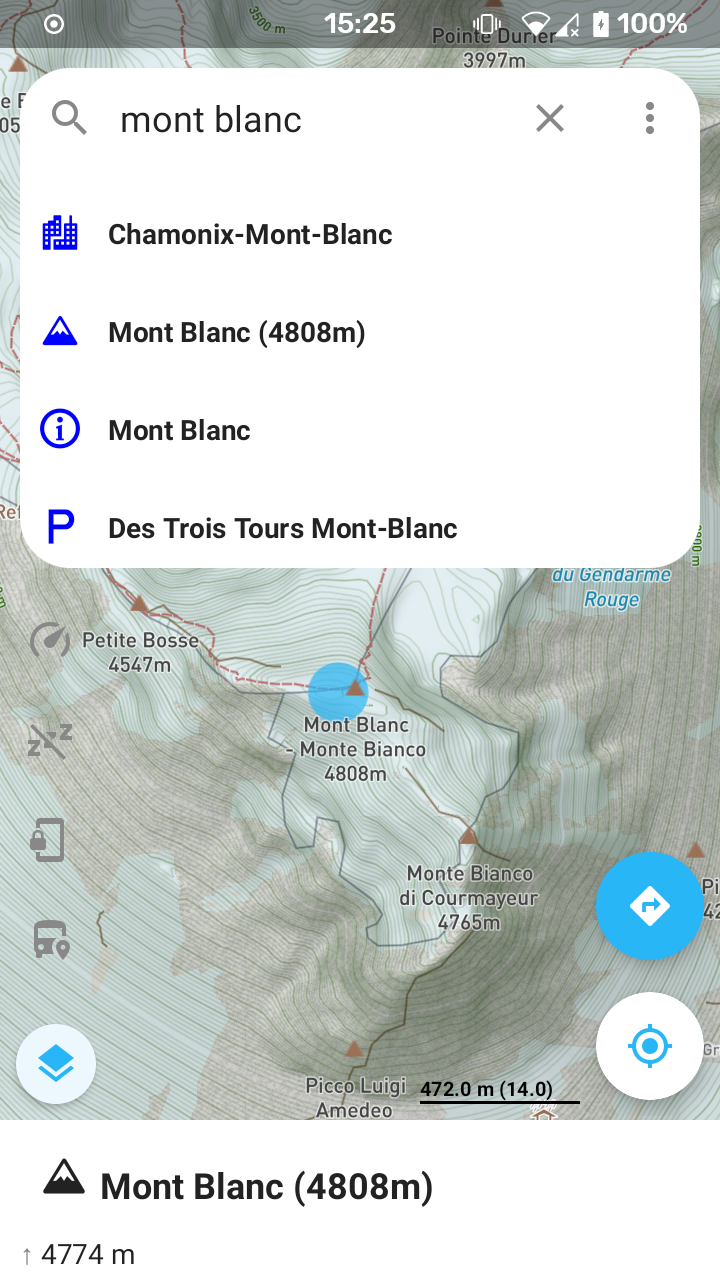 3500 m
15:25
100%
Pointe Durier
3997m
mont blanc
Chamonix-Mont-Blanc
Mont Blanc (4808m)
Mont Blanc
P
Des Trois Tours Mont-Blanc
du Gendarme
Rouge
Petite Bosse
4547m
Mont Blanc
- Monte Bianco
4808m
zzz
Monte Bianco
di Courmayeur
4765m
Picco Luigi
Amedeo
472.0 m (14.0)
Mont Blanc (4808m)
↑ 4774 m